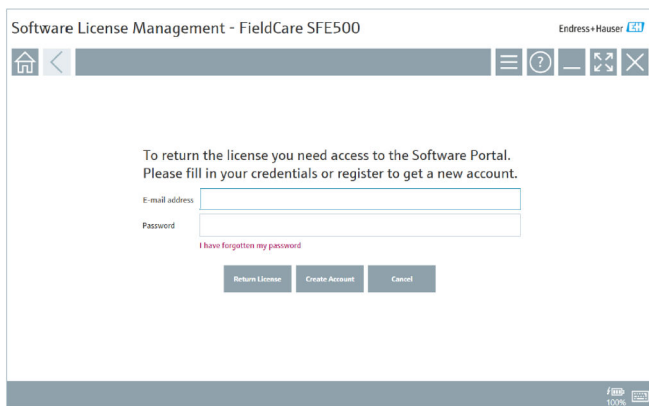 Software License Management - FieldCare SFE500
Endress+Hauser EH
?
To return the license you need access to the Software Portal.
Please fill in your credentials or register to get a new account.
E-mail address
Password
I have forgotten my password
Return License Create Account Cancel
100%